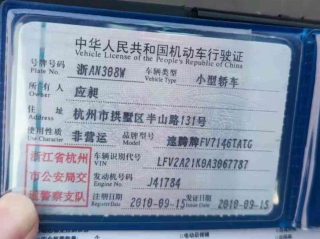 中华人民共和国机动车行驶证
Vehicle License of the People's Republic of China
号牌号码 浙AN308W 车辆类型 小型轿车
Plate No. Vehicle Type
所有人 应昶
Owner
住址 杭州市拱墅区半山路131号
Address
使用性质 非营运 品牌型号 速腾牌FV7146TATG
Use Character Model
浙江省杭州
市公安局交
通警察支队
车辆识别代号 LFV2A21K0A3067787
VIN
发动机号码 J41784
Engine No.
注册日期 2010-09-15 发证日期 2010-09-15
Register Date Issue Date